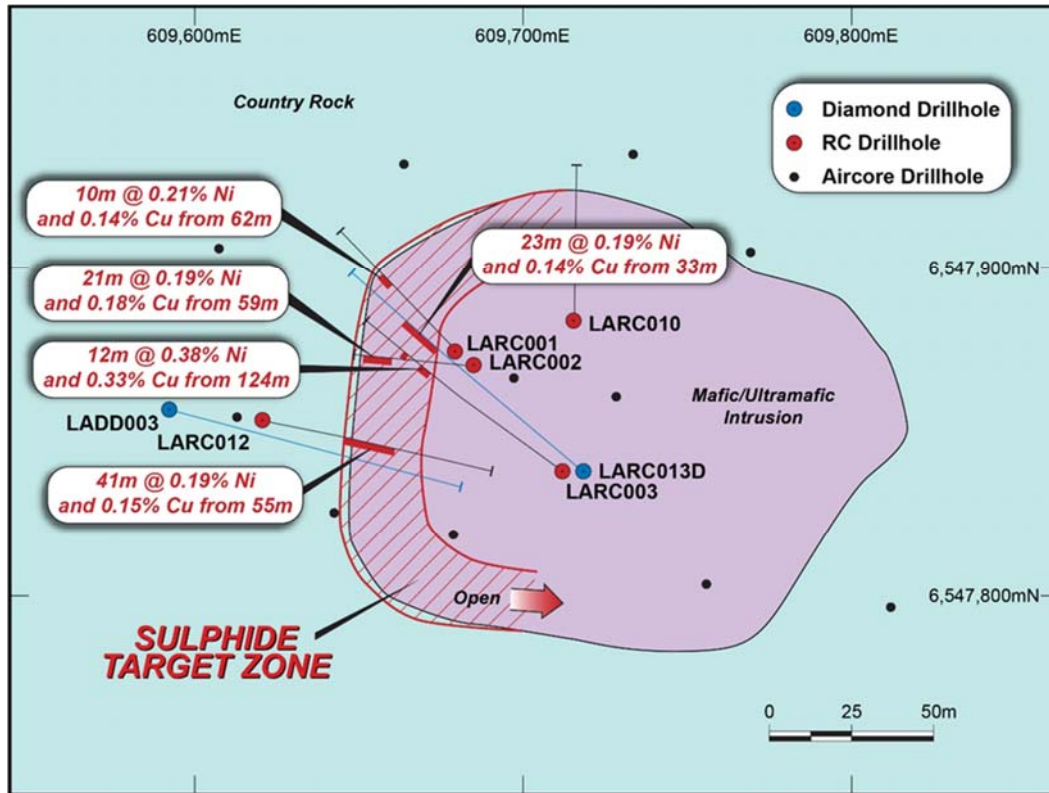 609,600mE
609,700mE
609,800mE
Country Rock
Diamond Drillhole
RC Drillhole
Aircore Drillhole
10m @ 0.21% Ni
and 0.14% Cu from 62m
23m @ 0.19% Ni
and 0.14% Cu from 33m
6,547,900mN
21m @ 0.19% Ni
and 0.18% Cu from 59m
LARC010
LARC001
LARC002
12m @ 0.38% Ni
and 0.33% Cu from 124m
Mafic/Ultramafic
Intrusion
LADD003
LARC012
LARC013D
LARC003
41m @ 0.19% Ni
and 0.15% Cu from 55m
Open
6,547,800mN
SULPHIDE
TARGET ZONE
0 25 50m